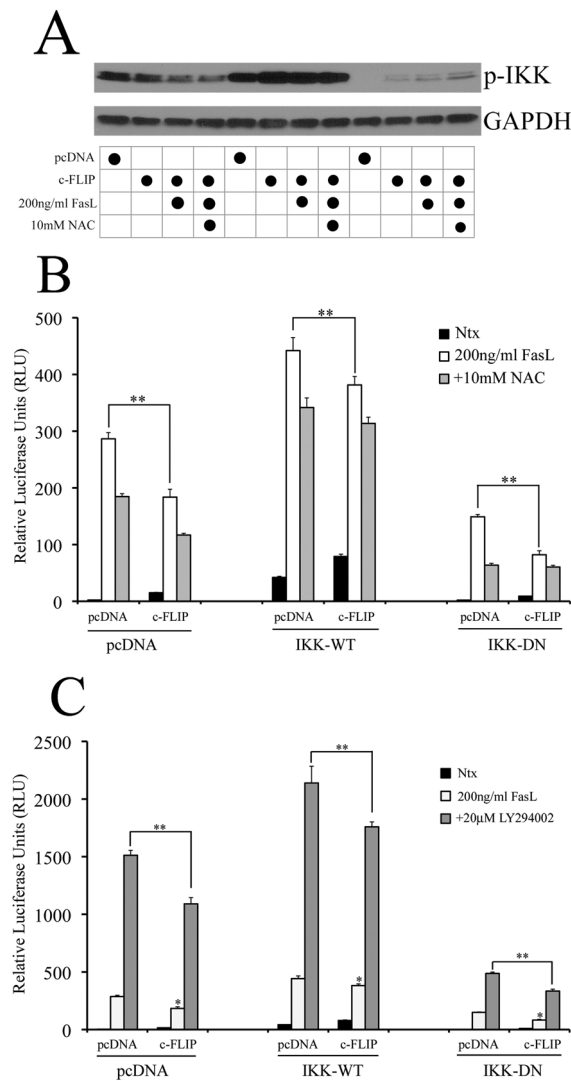 A
p-IKK
GAPDH
pcDNA
c-FLIP
200ng/ml FasL
10mM NAC
B
Relative Luciferase Units (RLU)
500
400
300
200
100
0
**
**
**
Ntx
200ng/ml FasL
+10mM NAC
pcDNA c-FLIP pcDNA c-FLIP pcDNA c-FLIP
pcDNA IKK-WT IKK-DN
C
Relative Luciferase Units (RLU)
2500
2000
1500
1000
500
0
**
**
**
*
*
*
Ntx
200ng/ml FasL
+20μM LY294002
pcDNA c-FLIP pcDNA c-FLIP pcDNA c-FLIP
pcDNA IKK-WT IKK-DN